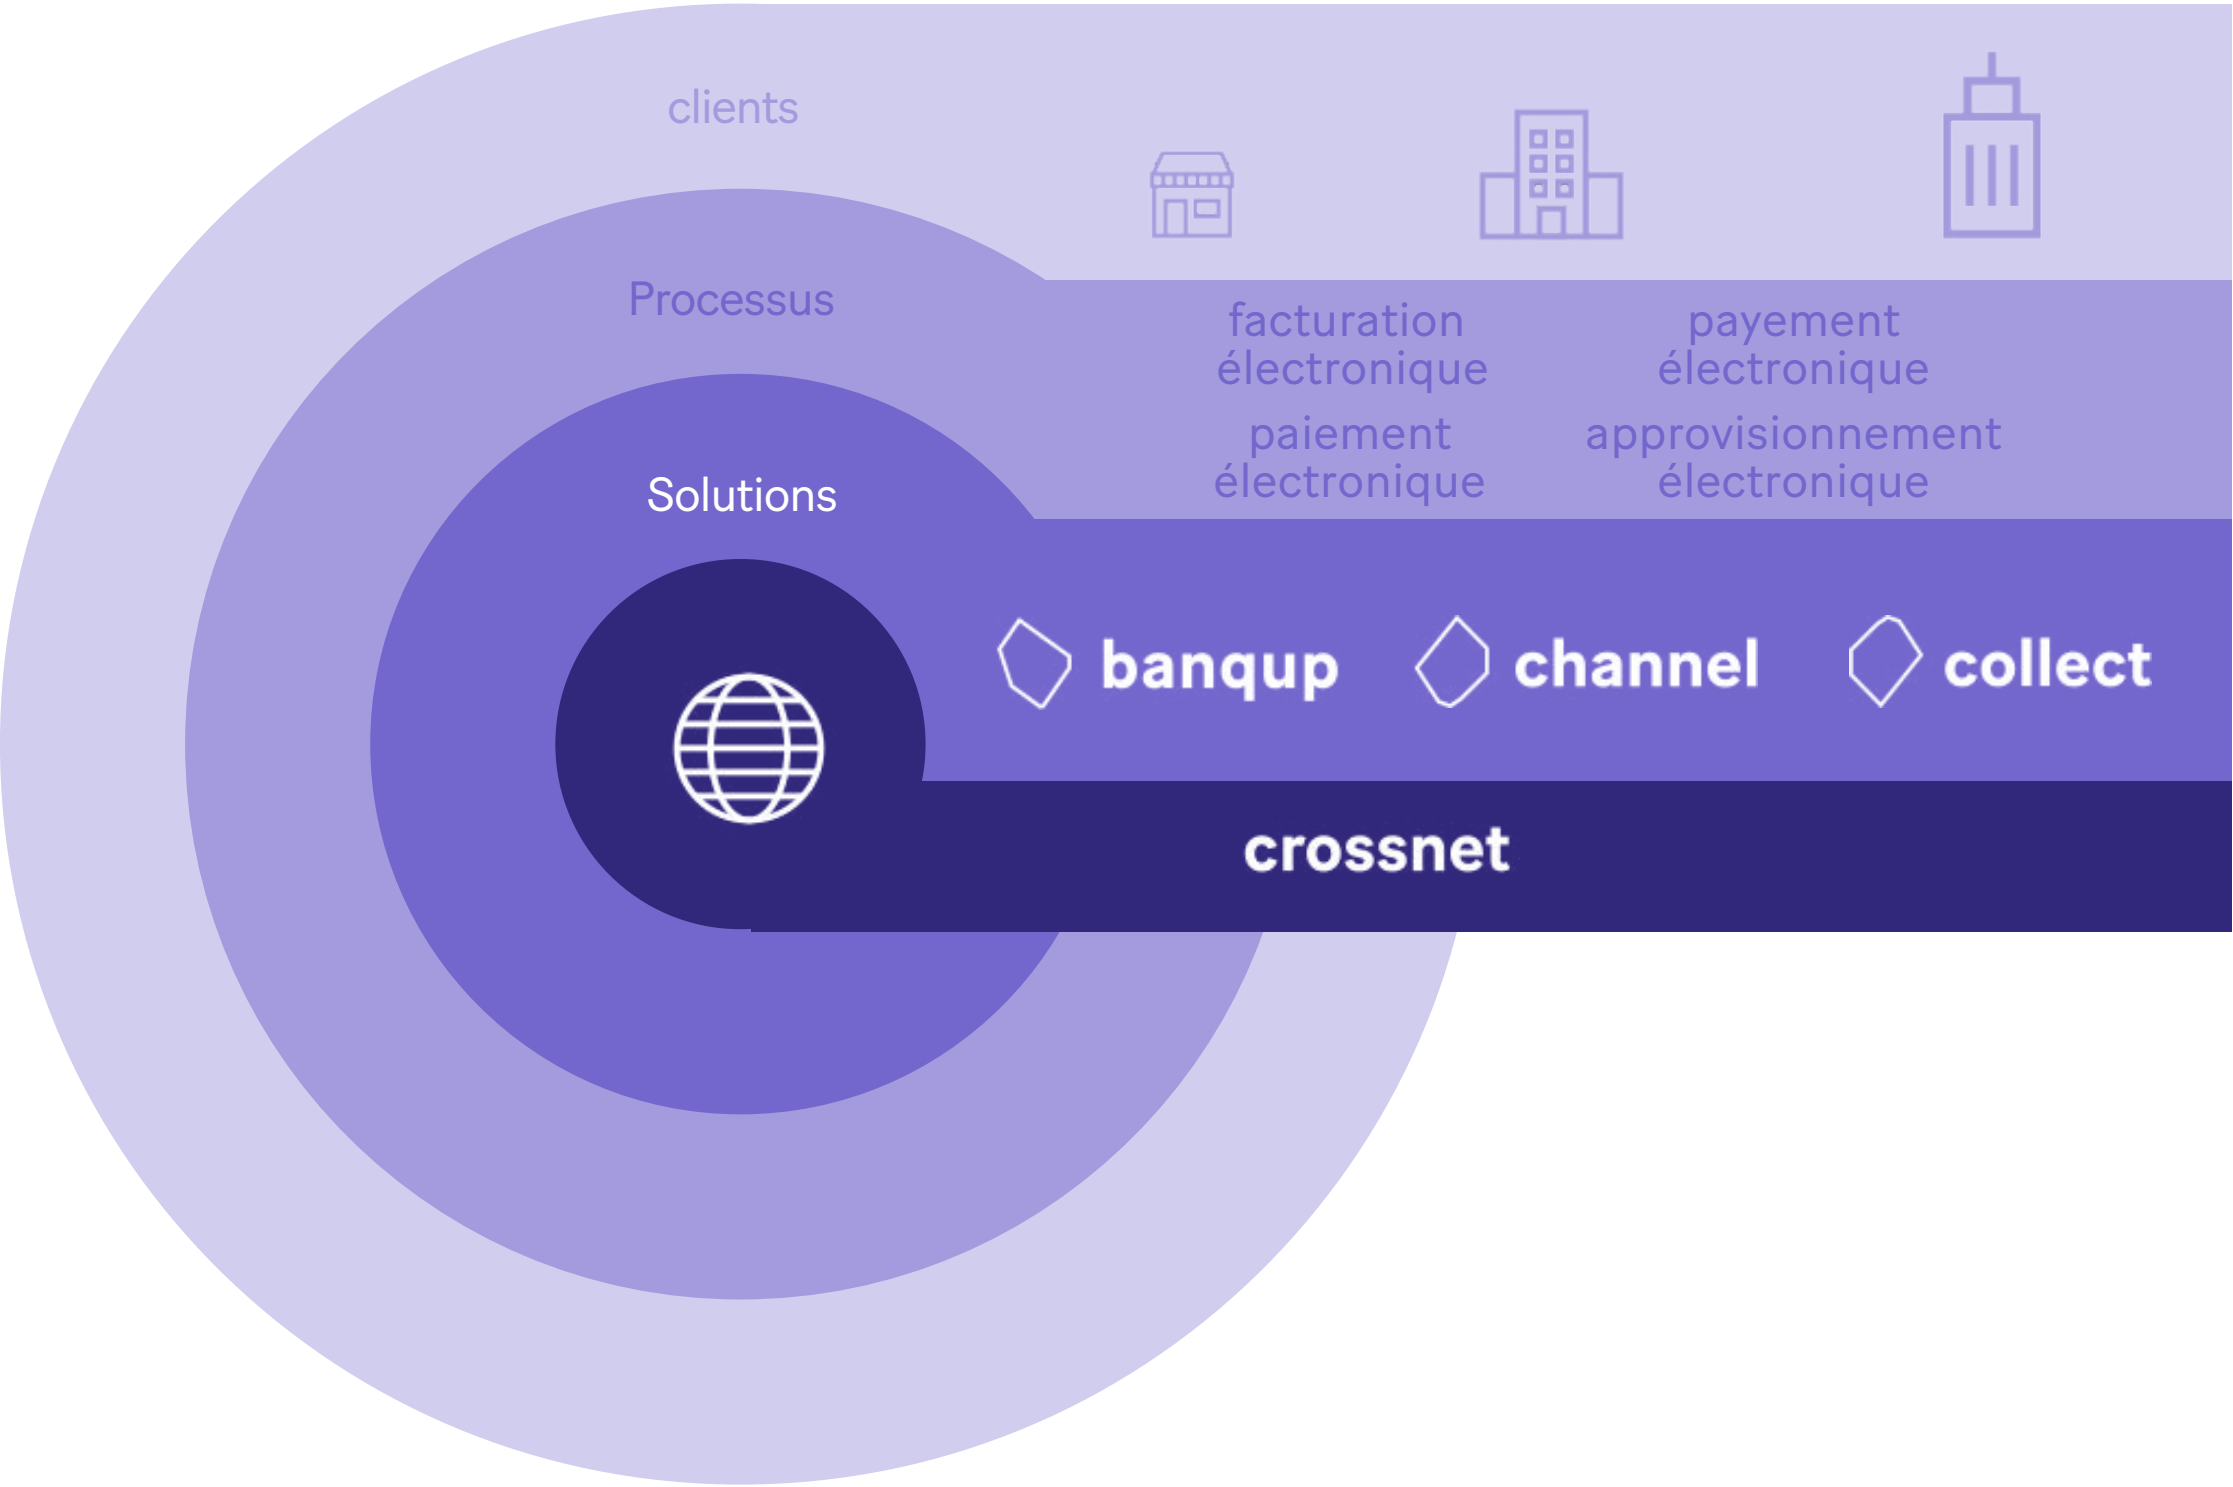 clients
Processus
facturation
électronique
payement
électronique
paiement
électronique
approvisionnement
électronique
Solutions
banqup
channel
collect
crossnet